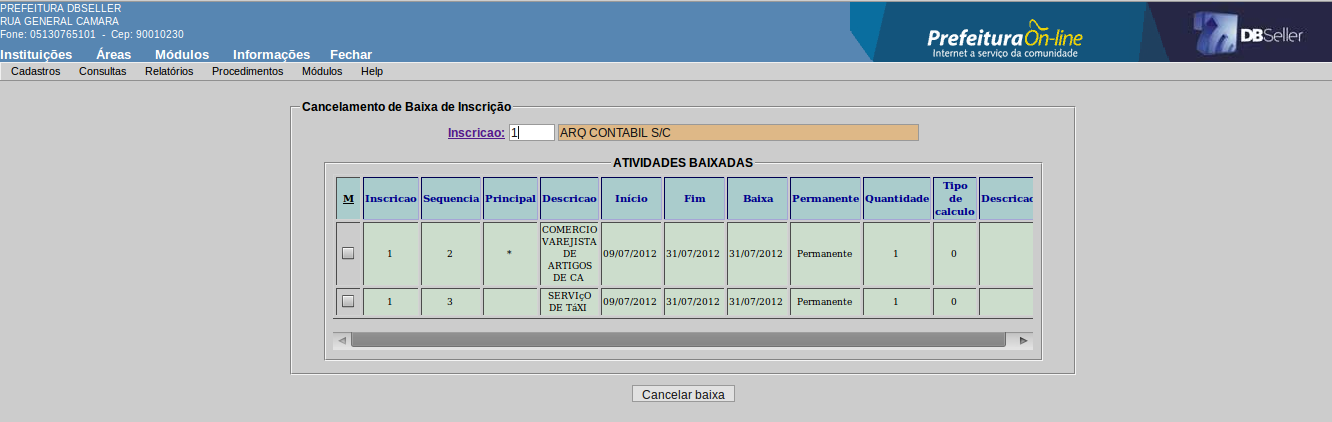 PREFEITURA DBSELLER
RUA GENERAL CAMARA
Fone: 05130765101 - Cep: 90010230
Instituições Áreas Módulos Informações Fechar
PrefeituraOn-line
Internet a serviço da comunidade
DBSeller
Cadastros Consultas Relatórios Procedimentos Módulos Help
Cancelamento de Baixa de Inscrição
Inscricao: 1 ARQ CONTABIL S/C
ATIVIDADES BAIXADAS
M Inscricao Sequencia Principal Descricao Início Fim Baixa Permanente Quantidade Tipo de calculo Descricao
1 2 * COMERCIO VAREJISTA DE ARTIGOS DE CA 09/07/2012 31/07/2012 31/07/2012 Permanente 1 0
1 3 SERVIçO DE TáXI 09/07/2012 31/07/2012 31/07/2012 Permanente 1 0
Cancelar baixa